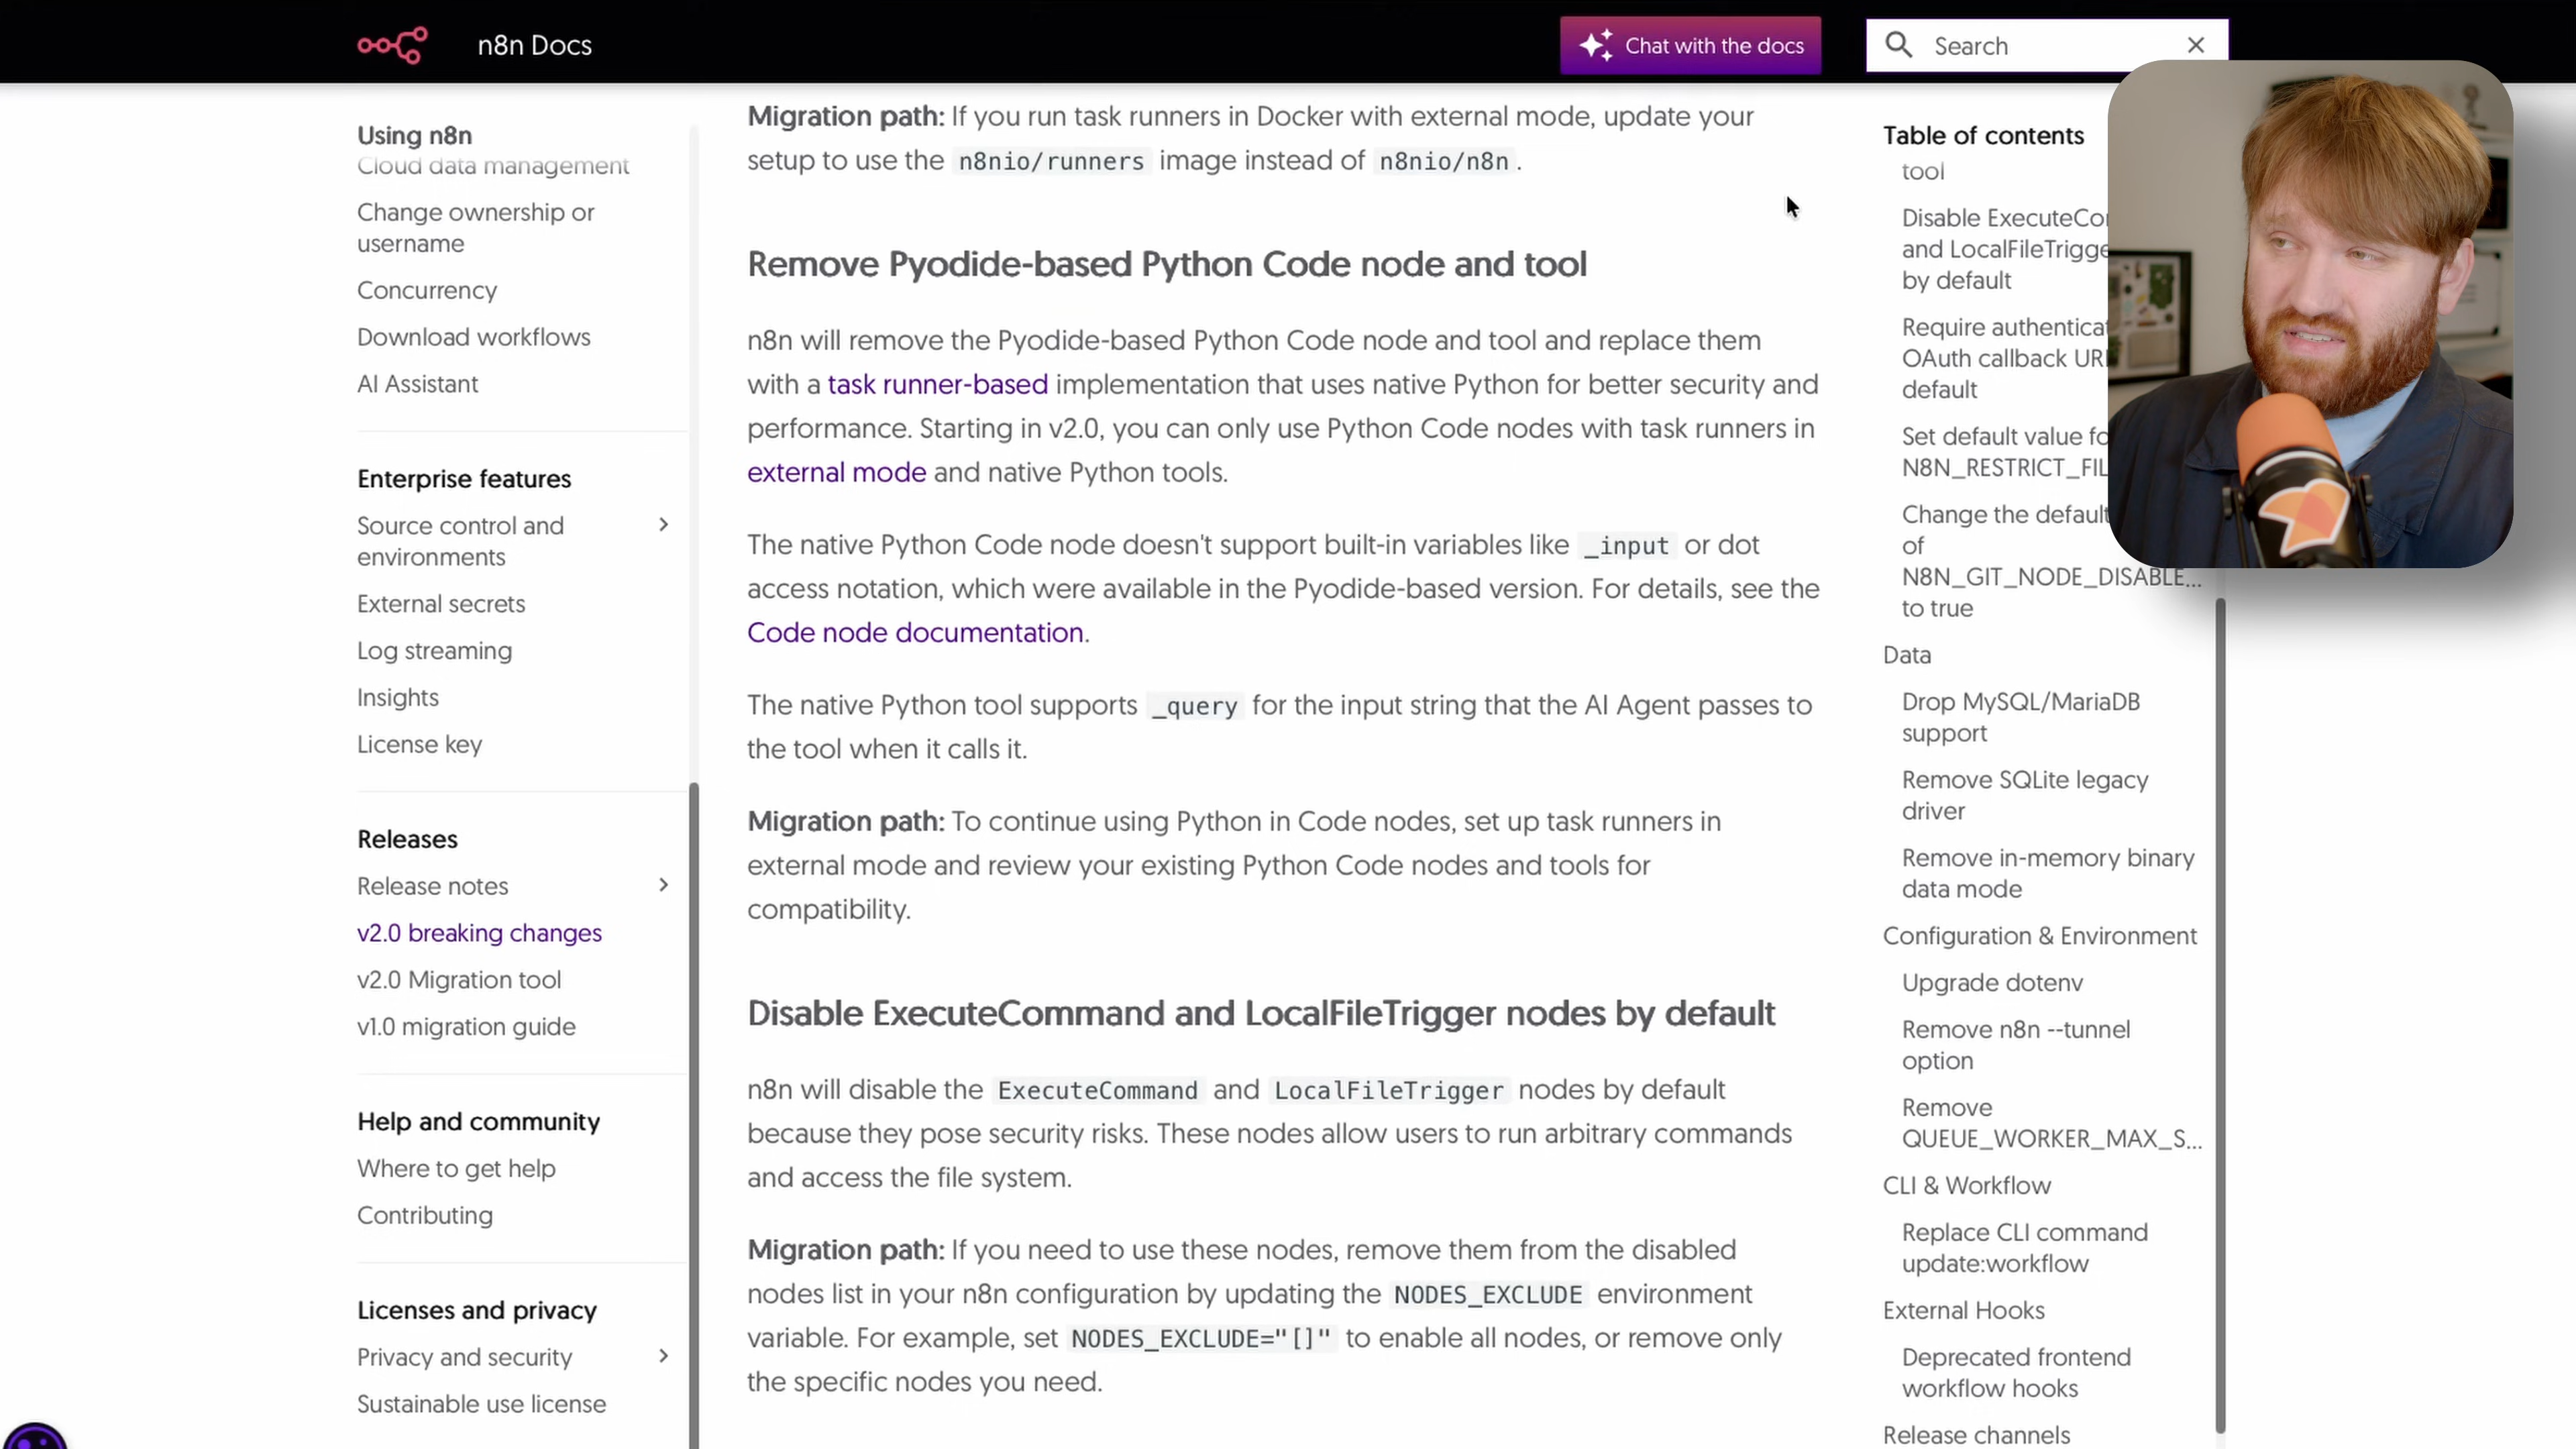 n8n Docs
Chat with the docs
Search
Using n8n
Cloud data management
Change ownership or
username
Concurrency
Download workflows
AI Assistant
Enterprise features
Source control and
environments
External secrets
Log streaming
Insights
License key
Releases
Release notes
v2.0 breaking changes
v2.0 Migration tool
v1.0 migration guide
Help and community
Where to get help
Contributing
Licenses and privacy
Privacy and security
Sustainable use license
Migration path: If you run task runners in Docker with external mode, update your
setup to use the n8nio/runners image instead of n8nio/n8n.
Remove Pyodide-based Python Code node and tool
n8n will remove the Pyodide-based Python Code node and tool and replace them
with a task runner-based implementation that uses native Python for better security and
performance. Starting in v2.0, you can only use Python Code nodes with task runners in
external mode and native Python tools.
The native Python Code node doesn't support built-in variables like _input or dot
access notation, which were available in the Pyodide-based version. For details, see the
Code node documentation.
The native Python tool supports _query for the input string that the AI Agent passes to
the tool when it calls it.
Migration path: To continue using Python in Code nodes, set up task runners in
external mode and review your existing Python Code nodes and tools for
compatibility.
Disable ExecuteCommand and LocalFileTrigger nodes by default
n8n will disable the ExecuteCommand and LocalFileTrigger nodes by default
because they pose security risks. These nodes allow users to run arbitrary commands
and access the file system.
Migration path: If you need to use these nodes, remove them from the disabled
nodes list in your n8n configuration by updating the NODES_EXCLUDE environment
variable. For example, set NODES_EXCLUDE="[]" to enable all nodes, or remove only
the specific nodes you need.
Table of contents
tool
Disable
and
by default
Require
OAuth callback
default
Set default value
Change the default
of
N8N_GIT_NODE_DISABLE...
to true
Data
Drop MySQL/MariaDB
support
Remove SQLite legacy
driver
Remove in-memory binary
data mode
Configuration & Environment
Upgrade dotenv
Remove n8n --tunnel
option
Remove
QUEUE_WORKER_MAX_S...
CLI & Workflow
Replace CLI command
update:workflow
External Hooks
Deprecated frontend
workflow hooks
Release channels